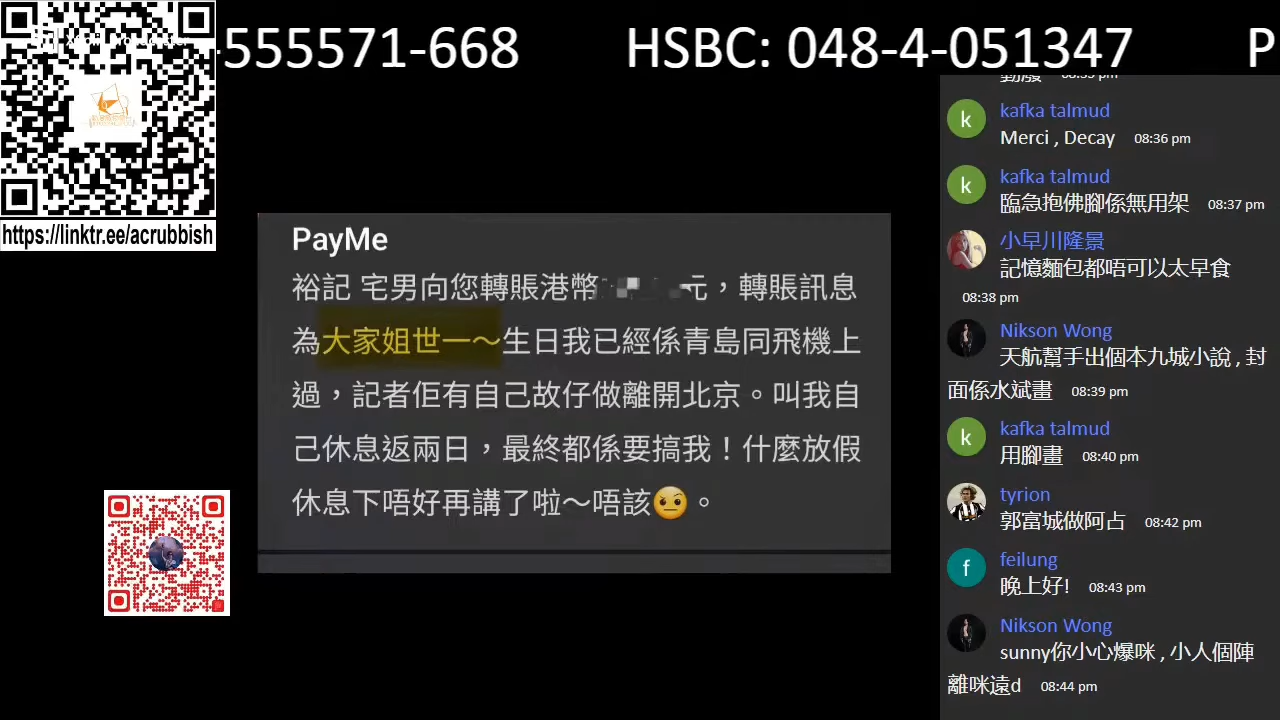 -555571-668 HSBC: 048-4-051347 P
https://linktr.ee/acrubbish
PayMe
裕記 宅男向您轉賬港幣 元，轉賬訊息
為大家姐世一～生日我已經係青島同飛機上
過，記者佢有自己故仔做離開北京。叫我自
己休息返兩日，最終都係要搞我！什麼放假
休息下唔好再講了啦～唔該🤨。
08:35 pm
k
kafka talmud
Merci , Decay 08:36 pm
k
kafka talmud
臨急抱佛腳係無用架 08:37 pm
小早川隆景
記憶麵包都唔可以太早食
08:38 pm
Nikson Wong
天航幫手出個本九城小說 , 封
面係水斌畫 08:39 pm
k
kafka talmud
用腳畫 08:40 pm
tyrion
郭富城做阿占 08:42 pm
f
feilung
晚上好! 08:43 pm
Nikson Wong
sunny你小心爆咪 , 小人個陣
離咪遠d 08:44 pm